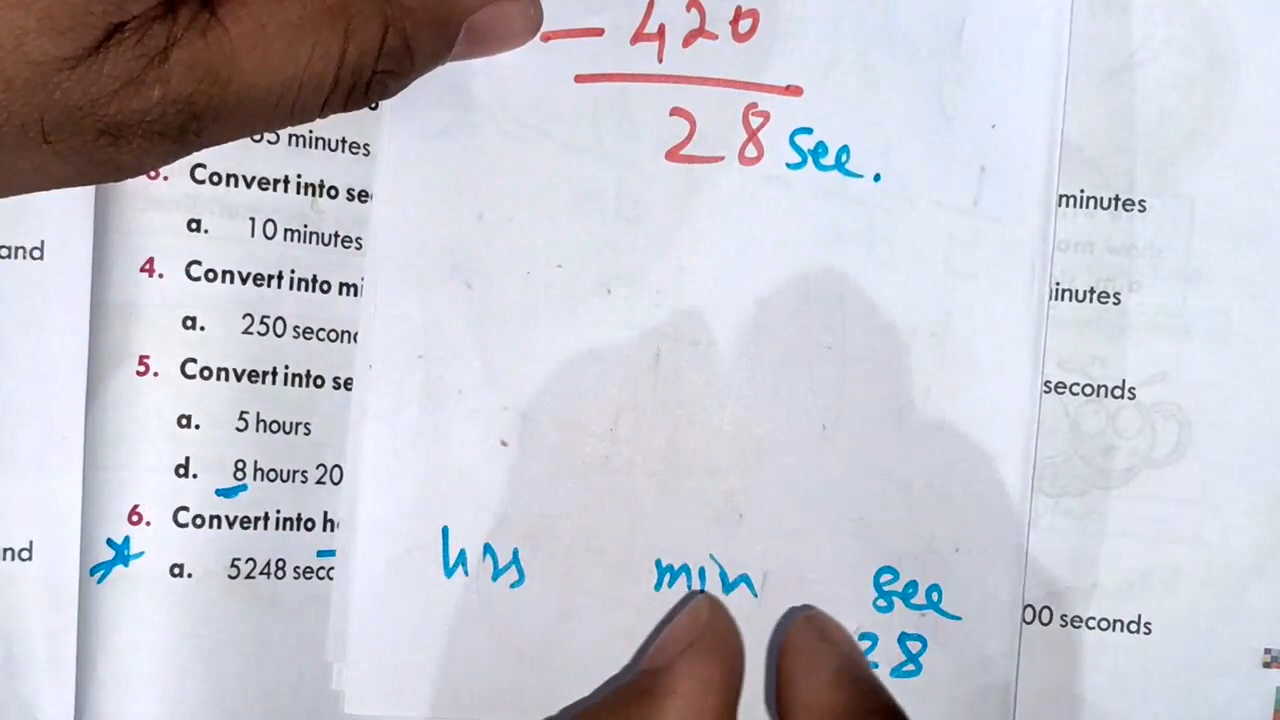 – 420
28 sec.
minutes
Convert into se
a. 10 minutes
4. Convert into mi
a. 250 secon
5. Convert into se
a. 5 hours
d. 8 hours 20
6. Convert into h
a. 5248 sec
hrs min sec
28
and
nd
minutes
inutes
seconds
00 seconds